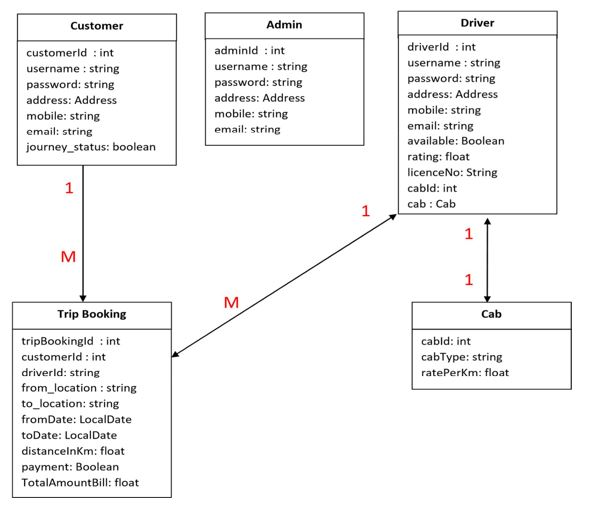 Customer
customerId : int
username : string
password: string
address: Address
mobile: string
email: string
journey_status: boolean
Admin
adminId : int
username : string
password: string
address: Address
mobile: string
email: string
Driver
driverId : int
username : string
password: string
address: Address
mobile: string
email: string
available: Boolean
rating: float
licenceNo: String
cabId: int
cab : Cab
1
M
1
M
1
1
Trip Booking
tripBookingId : int
customerId : int
driverId: string
from_location : string
to_location: string
fromDate: LocalDate
toDate: LocalDate
distanceInKm: float
payment: Boolean
TotalAmountBill: float
Cab
cabId: int
cabType: string
ratePerKm: float